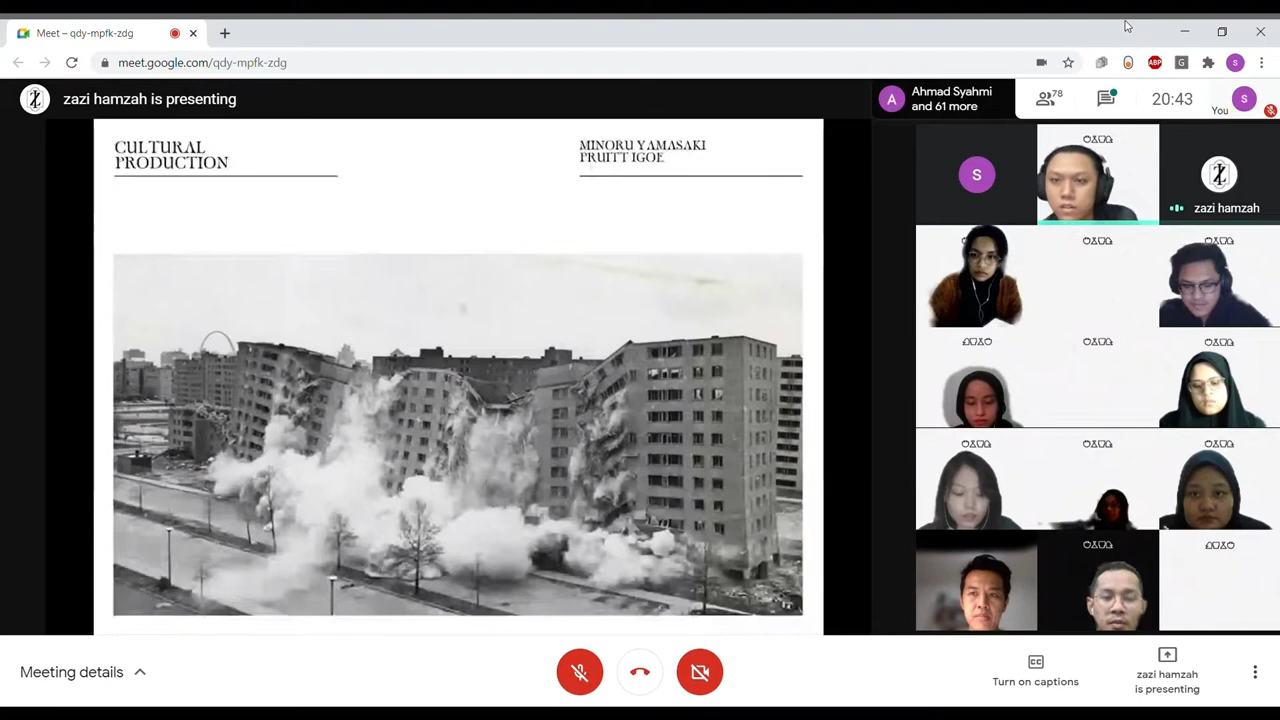 Meet – qdy-mpfk-zdg
meet.google.com/qdy-mpfk-zdg
ABP
G
S
zazi hamzah is presenting
A
Ahmad Syahmi
and 61 more
78
20:43
You
S
CULTURAL
PRODUCTION
MINORU YAMASAKI
PRUITT IGOE
S
zazi hamzah
Meeting details
CC
Turn on captions
zazi hamzah
is presenting